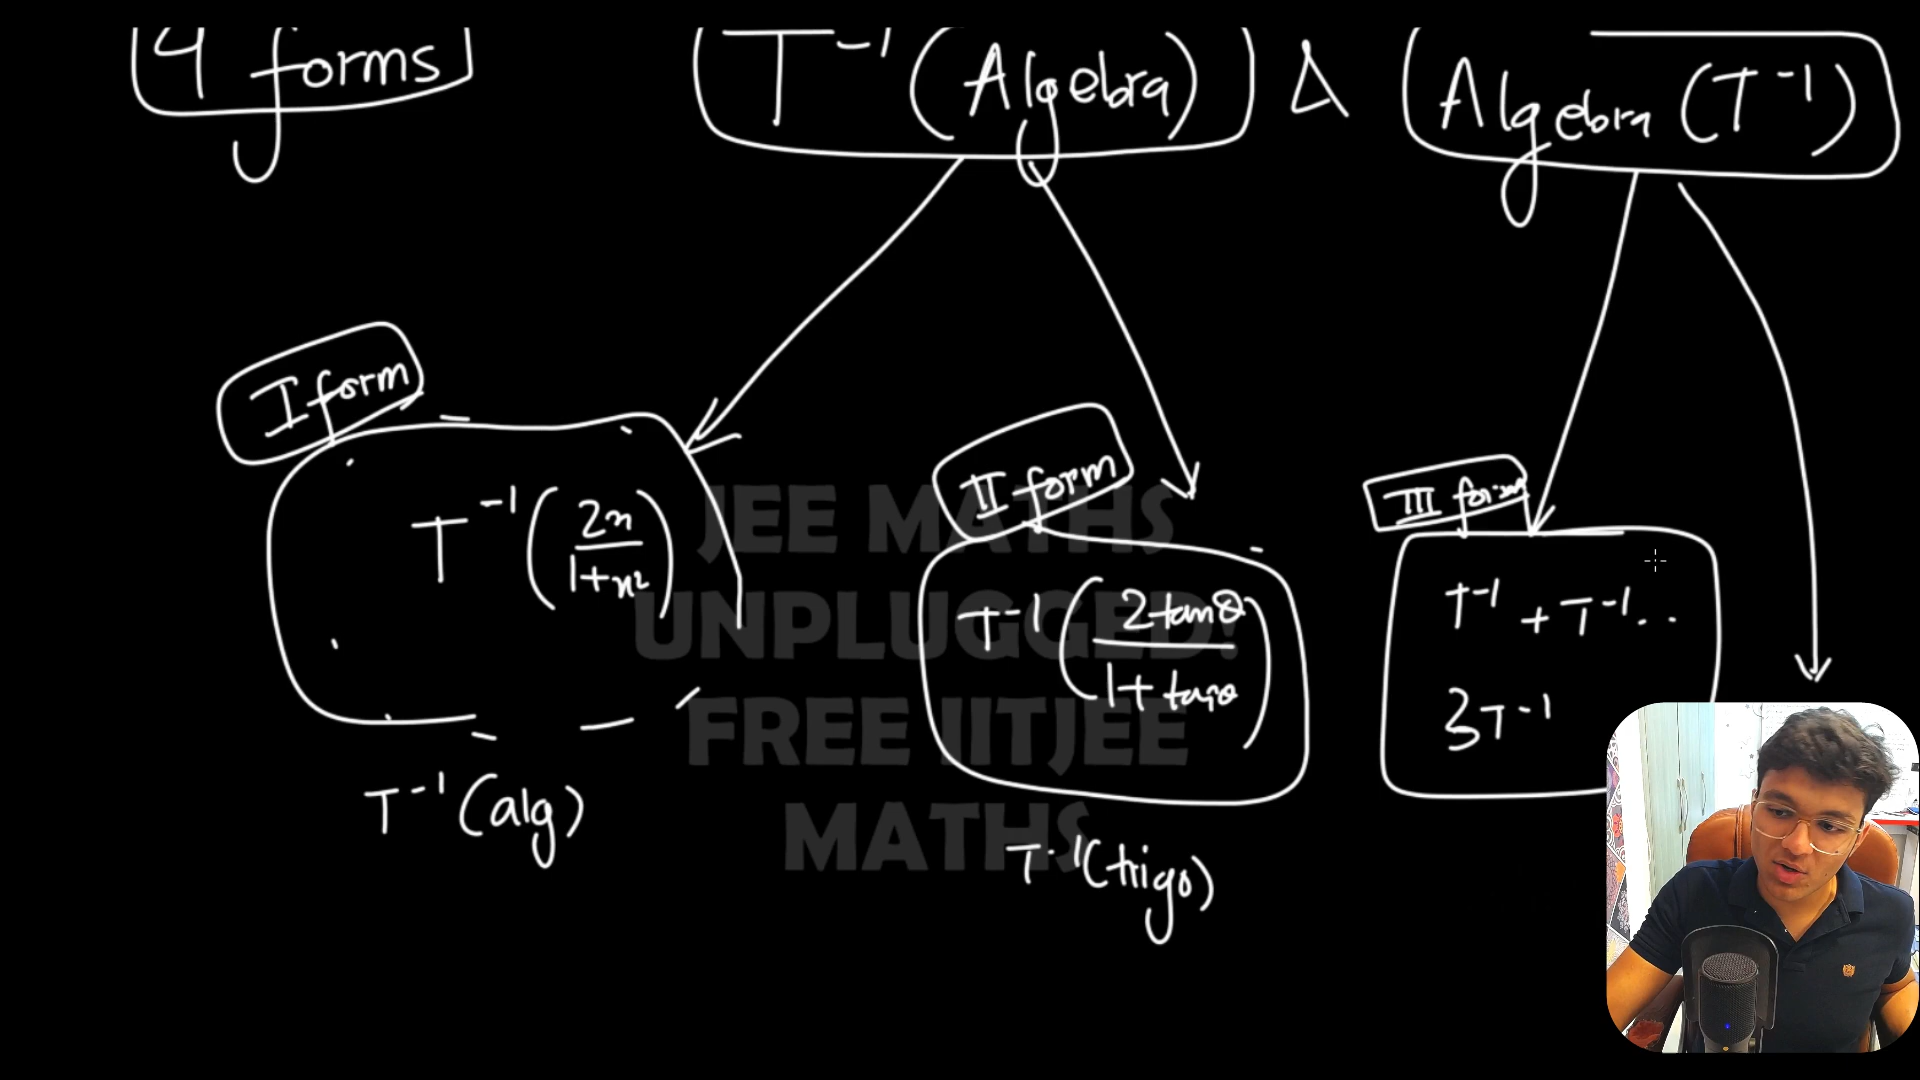 4 forms
T⁻¹(Algebra) & Algebra(T⁻¹)
I form
T⁻¹(2x/1+x²)
T⁻¹(alg)
II form
T⁻¹(2tanθ/1+tan²θ)
T⁻¹(trigo)
III form
T⁻¹ + T⁻¹..
3T⁻¹
JEE MATHS
UNPLUGGED!
FREE IITJEE
MATHS